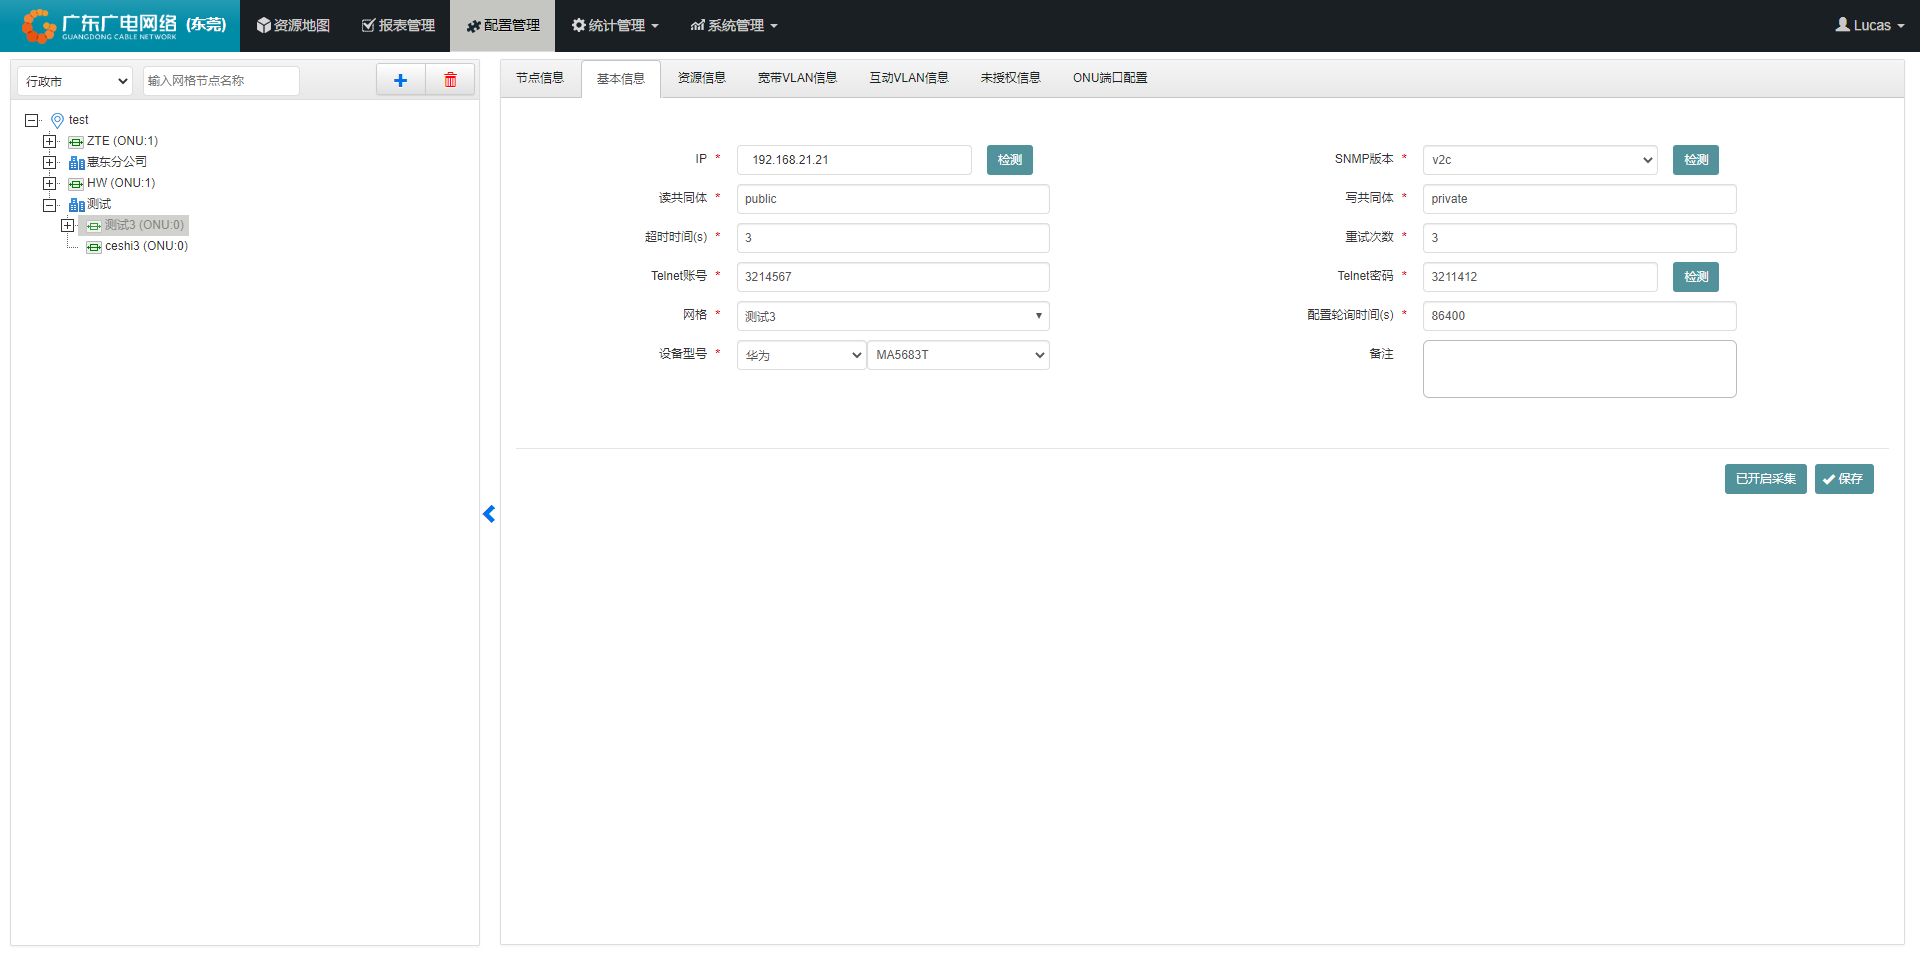 广东广电网络 (东莞)
GUANGDONG CABLE NETWORK
资源地图
报表管理
配置管理
统计管理
系统管理
Lucas
行政市
输入网格节点名称
test
ZTE (ONU:1)
惠东分公司
HW (ONU:1)
测试
测试3 (ONU:0)
ceshi3 (ONU:0)
节点信息
基本信息
资源信息
宽带VLAN信息
互动VLAN信息
未授权信息
ONU端口配置
IP * 192.168.21.21 检测
SNMP版本 * v2c 检测
读共同体 * public
写共同体 * private
超时时间(s) * 3
重试次数 * 3
Telnet账号 * 3214567
Telnet密码 * 3211412 检测
网格 * 测试3
配置轮询时间(s) * 86400
设备型号 * 华为 MA5683T
备注
已开启采集
保存